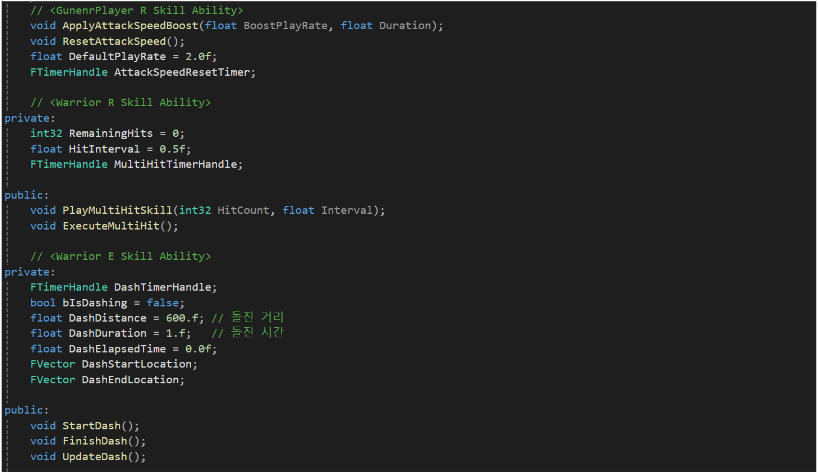 // <GunenrPlayer R Skill Ability>
void ApplyAttackSpeedBoost(float BoostPlayRate, float Duration);
void ResetAttackSpeed();
float DefaultPlayRate = 2.0f;
FTimerHandle AttackSpeedResetTimer;
// <Warrior R Skill Ability>
private:
int32 RemainingHits = 0;
float HitInterval = 0.5f;
FTimerHandle MultiHitTimerHandle;
public:
void PlayMultiHitSkill(int32 HitCount, float Interval);
void ExecuteMultiHit();
// <Warrior E Skill Ability>
private:
FTimerHandle DashTimerHandle;
bool bIsDashing = false;
float DashDistance = 600.f; // 돌진 거리
float DashDuration = 1.f;   // 돌진 시간
float DashElapsedTime = 0.0f;
FVector DashStartLocation;
FVector DashEndLocation;
public:
void StartDash();
void FinishDash();
void UpdateDash();